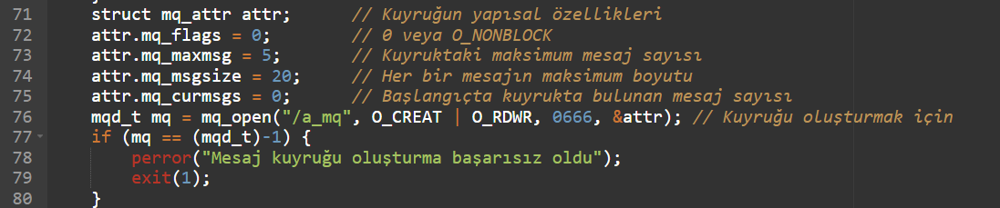 71 struct mq_attr attr; // Kuyruğun yapısal özellikleri
72 attr.mq_flags = 0; // 0 veya O_NONBLOCK
73 attr.mq_maxmsg = 5; // Kuyruktaki maksimum mesaj sayısı
74 attr.mq_msgsize = 20; // Her bir mesajın maksimum boyutu
75 attr.mq_curmsgs = 0; // Başlangıçta kuyrukta bulunan mesaj sayısı
76 mqd_t mq = mq_open("/a_mq", O_CREAT | O_RDWR, 0666, &attr); // Kuyruğu oluşturmak için
77 if (mq == (mqd_t)-1) {
78 perror("Mesaj kuyruğu oluşturma başarısız oldu");
79 exit(1);
80 }